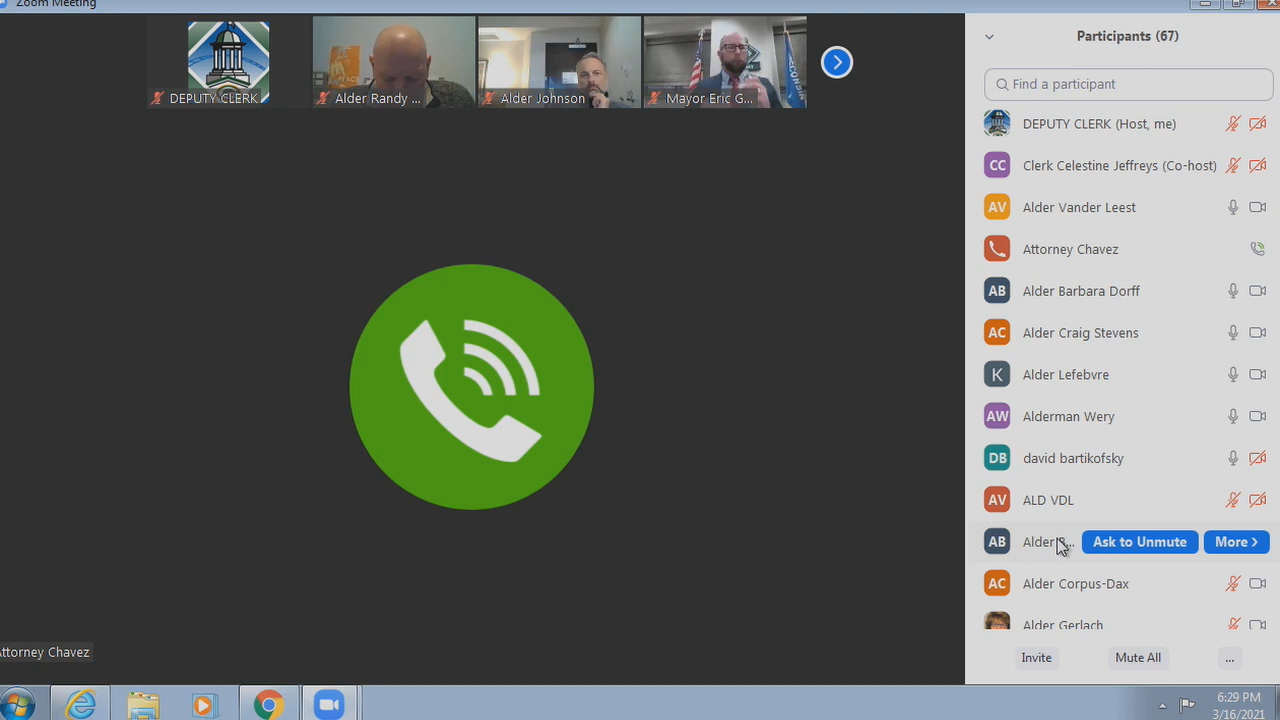 Zoom Meeting
DEPUTY CLERK
Alder Randy ...
Alder Johnson
Mayor Eric G...
Attorney Chavez
Participants (67)
Find a participant
DEPUTY CLERK (Host, me)
CC
Clerk Celestine Jeffreys (Co-host)
AV
Alder Vander Leest
Attorney Chavez
AB
Alder Barbara Dorff
AC
Alder Craig Stevens
K
Alder Lefebvre
AW
Alderman Wery
DB
david bartikofsky
AV
ALD VDL
AB
Alder
Ask to Unmute
More >
AC
Alder Corpus-Dax
Alder Gerlach
Invite
Mute All
...
6:29 PM
3/16/2021